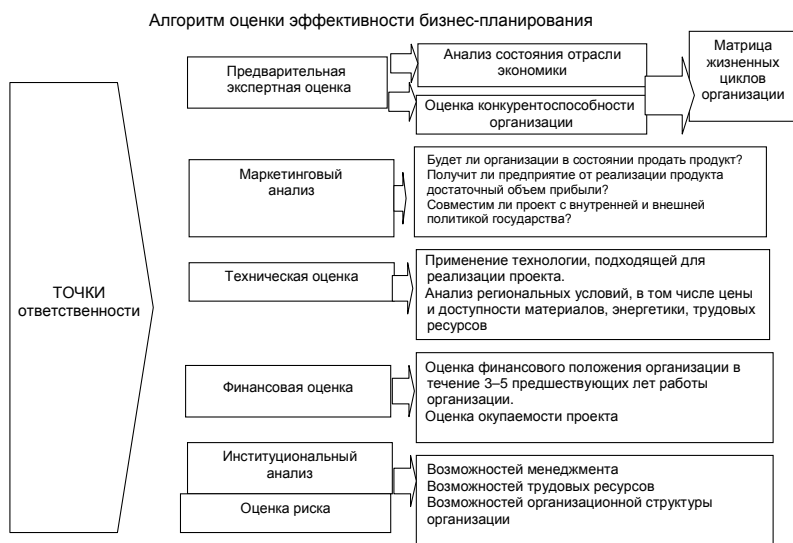 Алгоритм оценки эффективности бизнес-планирования
ТОЧКИ
ответственности
Предварительная
экспертная оценка
Анализ состояния отрасли
экономики
Оценка конкурентоспособности
организации
Матрица
жизненных
циклов
организации
Маркетинговый
анализ
Будет ли организации в состоянии продать продукт?
Получит ли предприятие от реализации продукта
достаточный объем прибыли?
Совместим ли проект с внутренней и внешней
политикой государства?
Техническая оценка
Применение технологии, подходящей для
реализации проекта.
Анализ региональных условий, в том числе цены
и доступности материалов, энергетики, трудовых
ресурсов
Финансовая оценка
Оценка финансового положения организации в
течение 3–5 предшествующих лет работы
организации.
Оценка окупаемости проекта
Институциональный
анализ
Оценка риска
Возможностей менеджмента
Возможностей трудовых ресурсов
Возможностей организационной структуры
организации